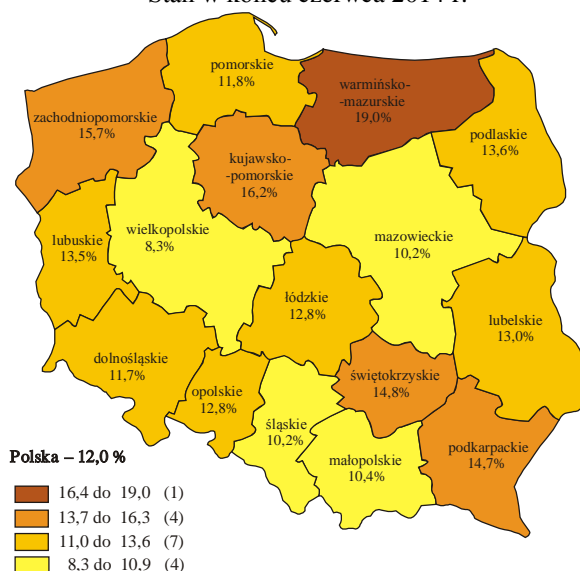 Stan w końcu czerwca 2014 r.
pomorskie
11,8%
warmińsko-
-mazurskie
19,0%
zachodniopomorskie
15,7%
podlaskie
13,6%
kujawsko-
-pomorskie
16,2%
lubuskie
13,5%
wielkopolskie
8,3%
mazowieckie
10,2%
łódzkie
12,8%
lubelskie
13,0%
dolnośląskie
11,7%
opolskie
12,8%
świętokrzyskie
14,8%
śląskie
10,2%
małopolskie
10,4%
podkarpackie
14,7%
Polska – 12,0 %
16,4 do 19,0 (1)
13,7 do 16,3 (4)
11,0 do 13,6 (7)
8,3 do 10,9 (4)